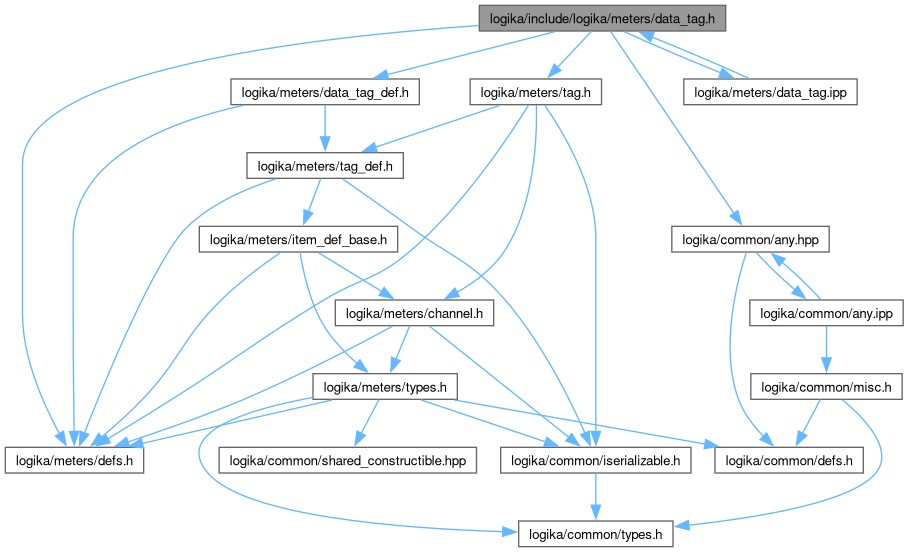 logika/include/logika/meters/data_tag.h
logika/meters/data_tag_def.h
logika/meters/tag.h
logika/meters/data_tag.ipp
logika/meters/tag_def.h
logika/meters/item_def_base.h
logika/common/any.hpp
logika/meters/channel.h
logika/common/any.ipp
logika/meters/types.h
logika/common/misc.h
logika/meters/defs.h
logika/common/shared_constructible.hpp
logika/common/iserializable.h
logika/common/defs.h
logika/common/types.h